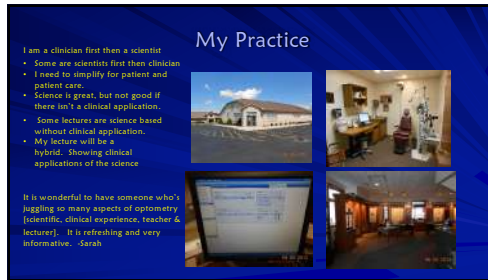 My Practice
I am a clinician first then a scientist
• Some are scientists first then clinician
• I need to simplify for patient and
patient care.
• Science is great, but not good if
there isn't a clinical application.
• Some lectures are science based
without clinical application.
• My lecture will be a
hybrid. Showing clinical
applications of the science
It is wonderful to have someone who's
juggling so many aspects of optometry
[scientific, clinical experience, teacher &
lecturer]. It is refreshing and very
informative. -Sarah